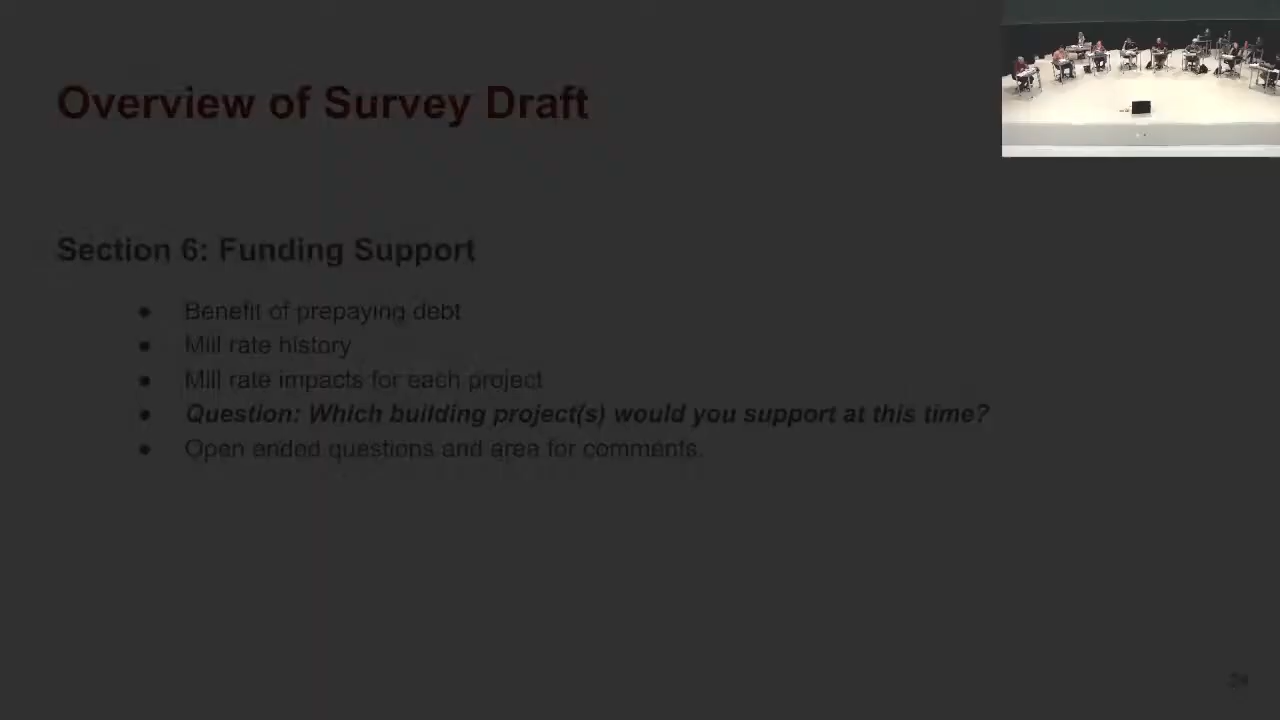 Overview of Survey Draft
Section 6: Funding Support
● Benefit of prepaying debt
● Mill rate history
● Mill rate impacts for each project
● Question: Which building project(s) would you support at this time?
● Open ended questions and area for comments.